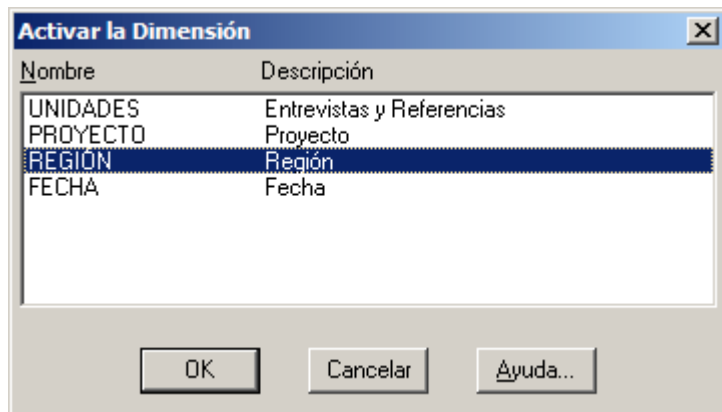 Activar la Dimensión
Nombre Descripción
UNIDADES Entrevistas y Referencias
PROYECTO Proyecto
REGIÓN Región
FECHA Fecha
OK Cancelar Ayuda...